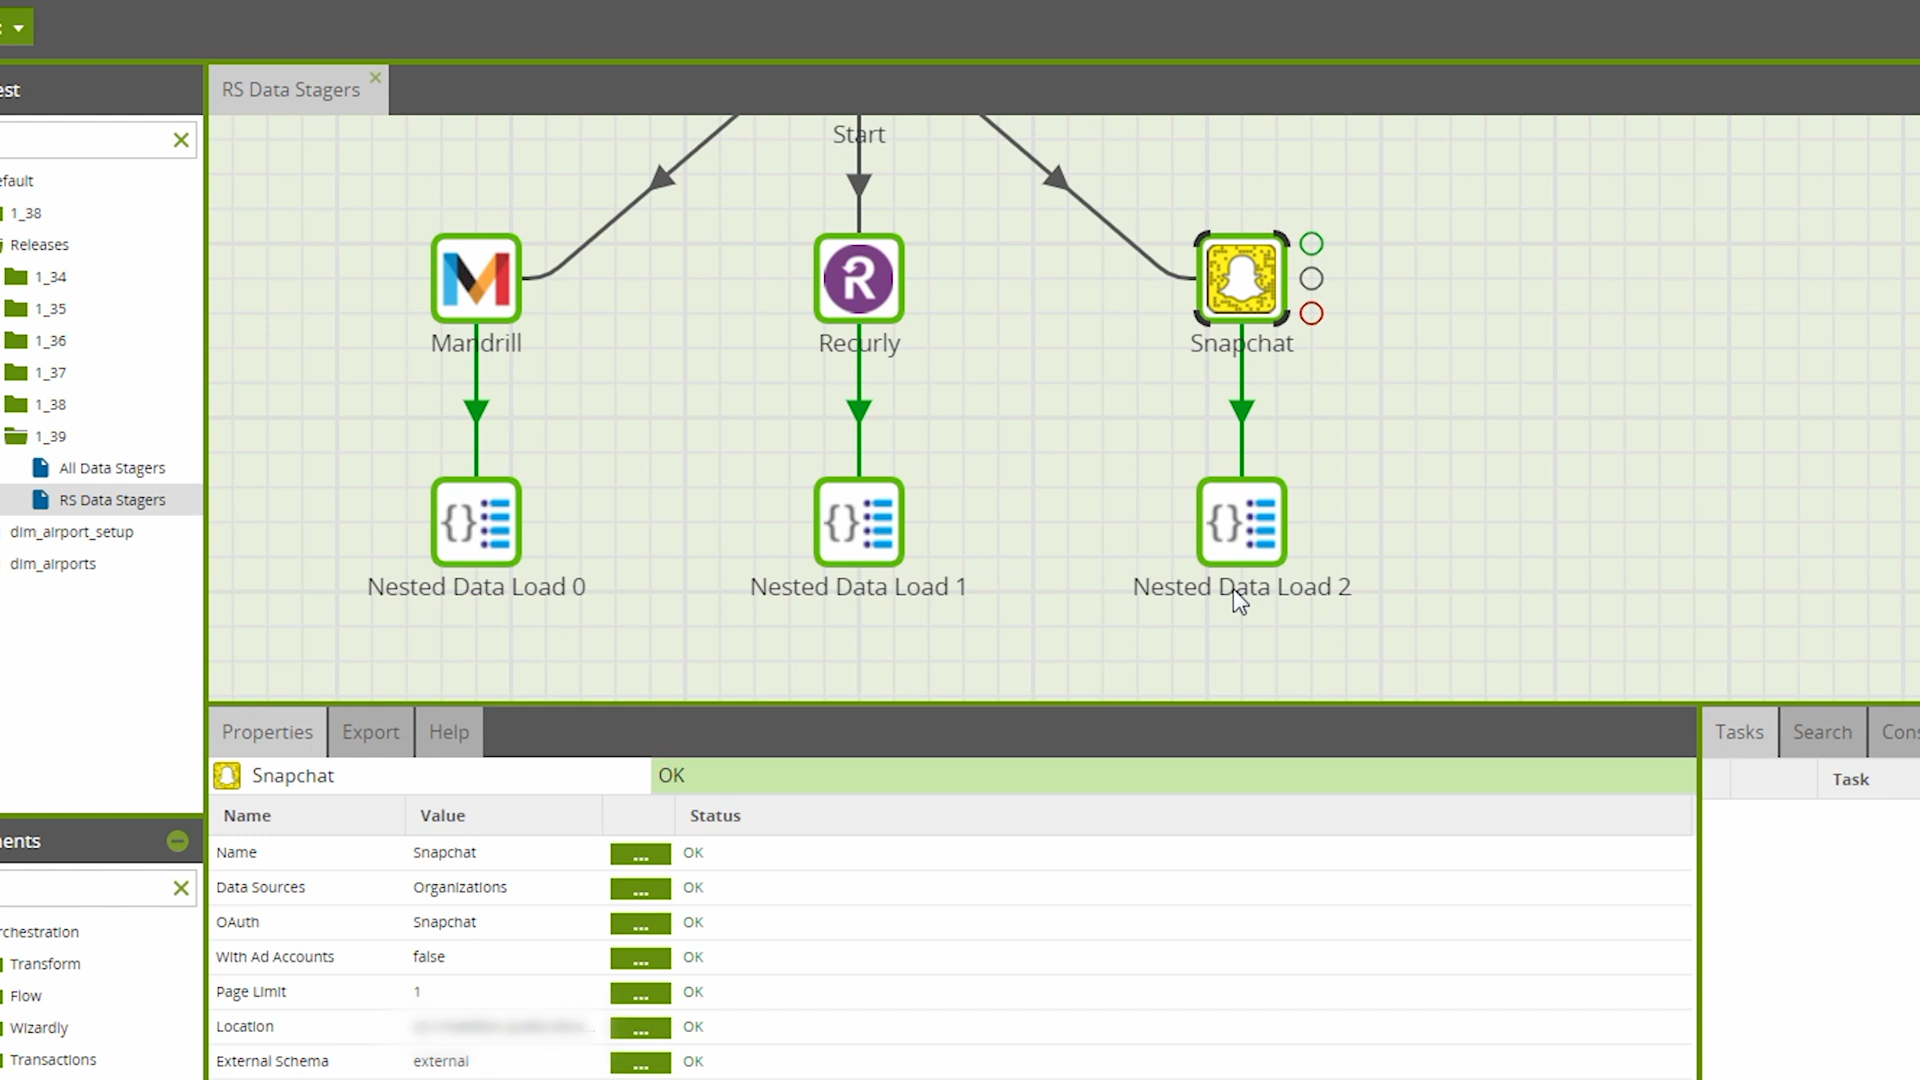 est
RS Data Stagers
efault
1_38
Releases
1_34
1_35
1_36
1_37
1_38
1_39
All Data Stagers
RS Data Stagers
dim_airport_setup
dim_airports
Start
Mandrill
Recurly
Snapchat
Nested Data Load 0
Nested Data Load 1
Nested Data Load 2
ents
rchestration
Transform
Flow
Wizardly
Transactions
Properties
Export
Help
Snapchat
OK
Name Value Status
Name Snapchat ... OK
Data Sources Organizations ... OK
OAuth Snapchat ... OK
With Ad Accounts false ... OK
Page Limit 1 ... OK
Location ... OK
External Schema external ... OK
Tasks
Search
Cons
Task